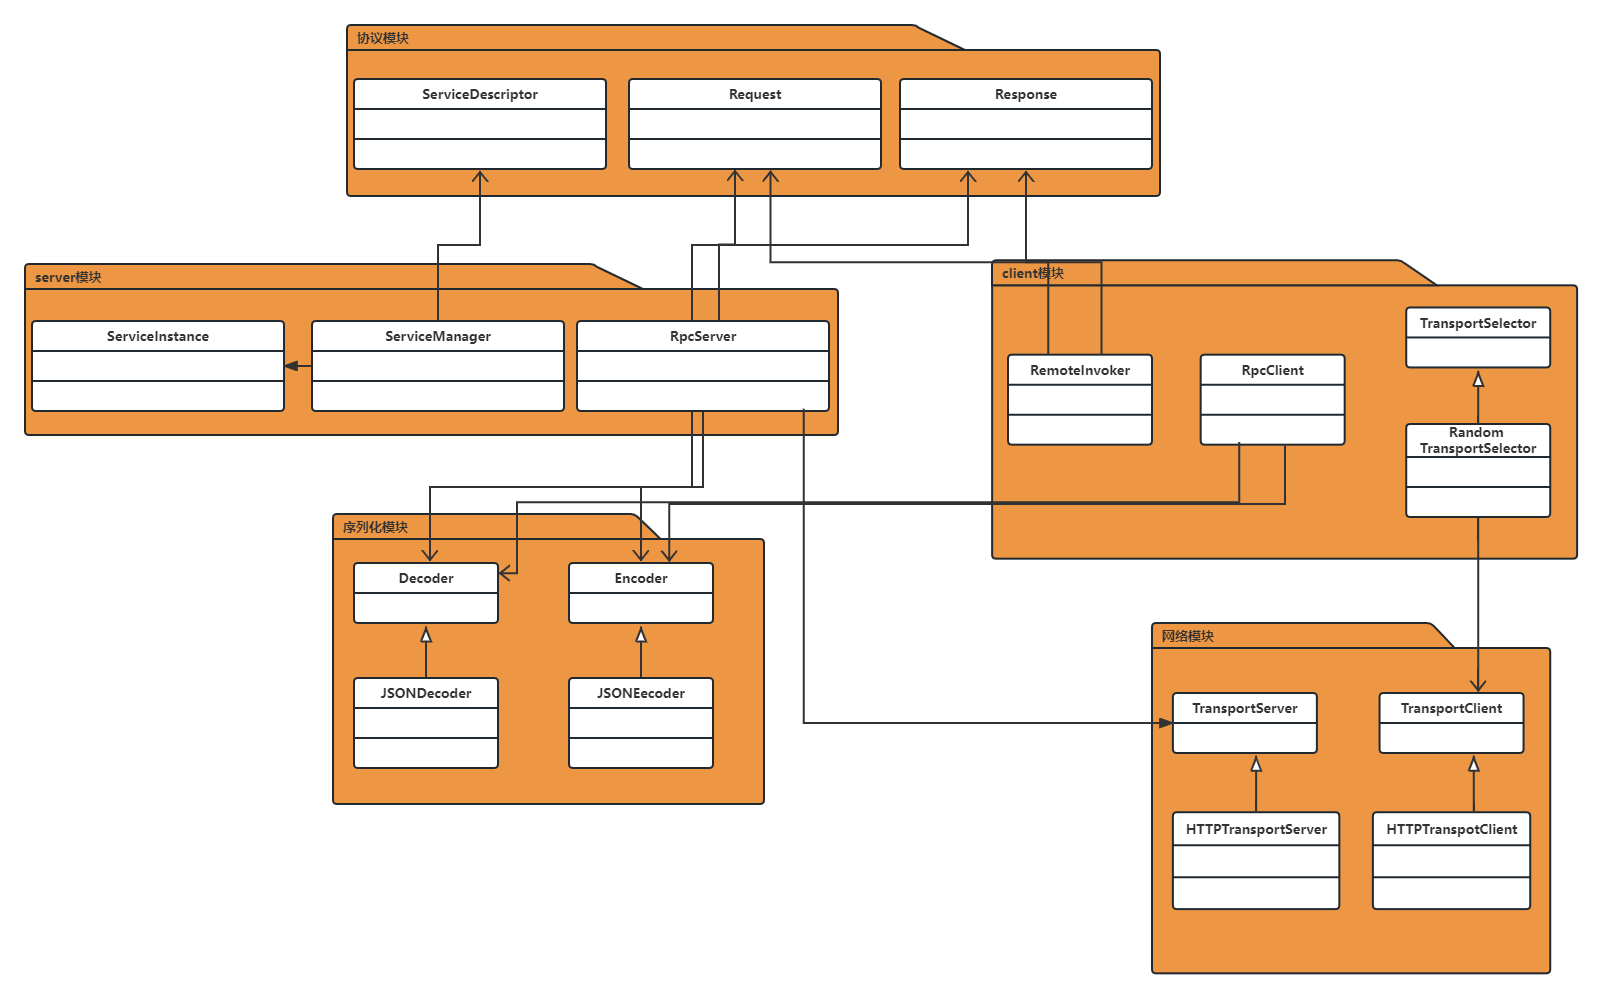 协议模块
ServiceDescriptor
Request
Response
server模块
ServiceInstance
ServiceManager
RpcServer
client模块
TransportSelector
RemoteInvoker
RpcClient
Random
TransportSelector
序列化模块
Decoder
Encoder
JSONDecoder
JSONEecoder
网络模块
TransportServer
TransportClient
HTTPTransportServer
HTTPTranspotClient